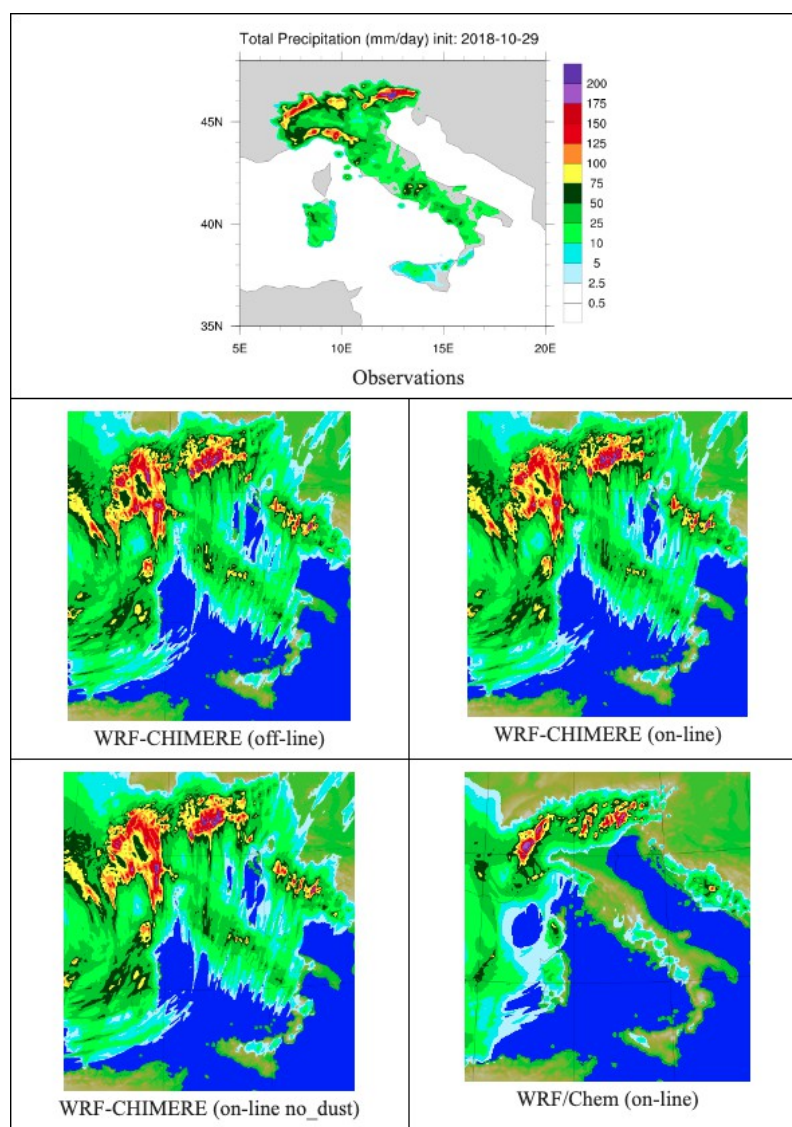 Total Precipitation (mm/day) init: 2018-10-29
200
175
150
125
100
75
50
25
10
5
2.5
0.5
45N
40N
35N
5E 10E 15E 20E
Observations
WRF-CHIMERE (off-line)
WRF-CHIMERE (on-line)
WRF-CHIMERE (on-line no_dust)
WRF/Chem (on-line)